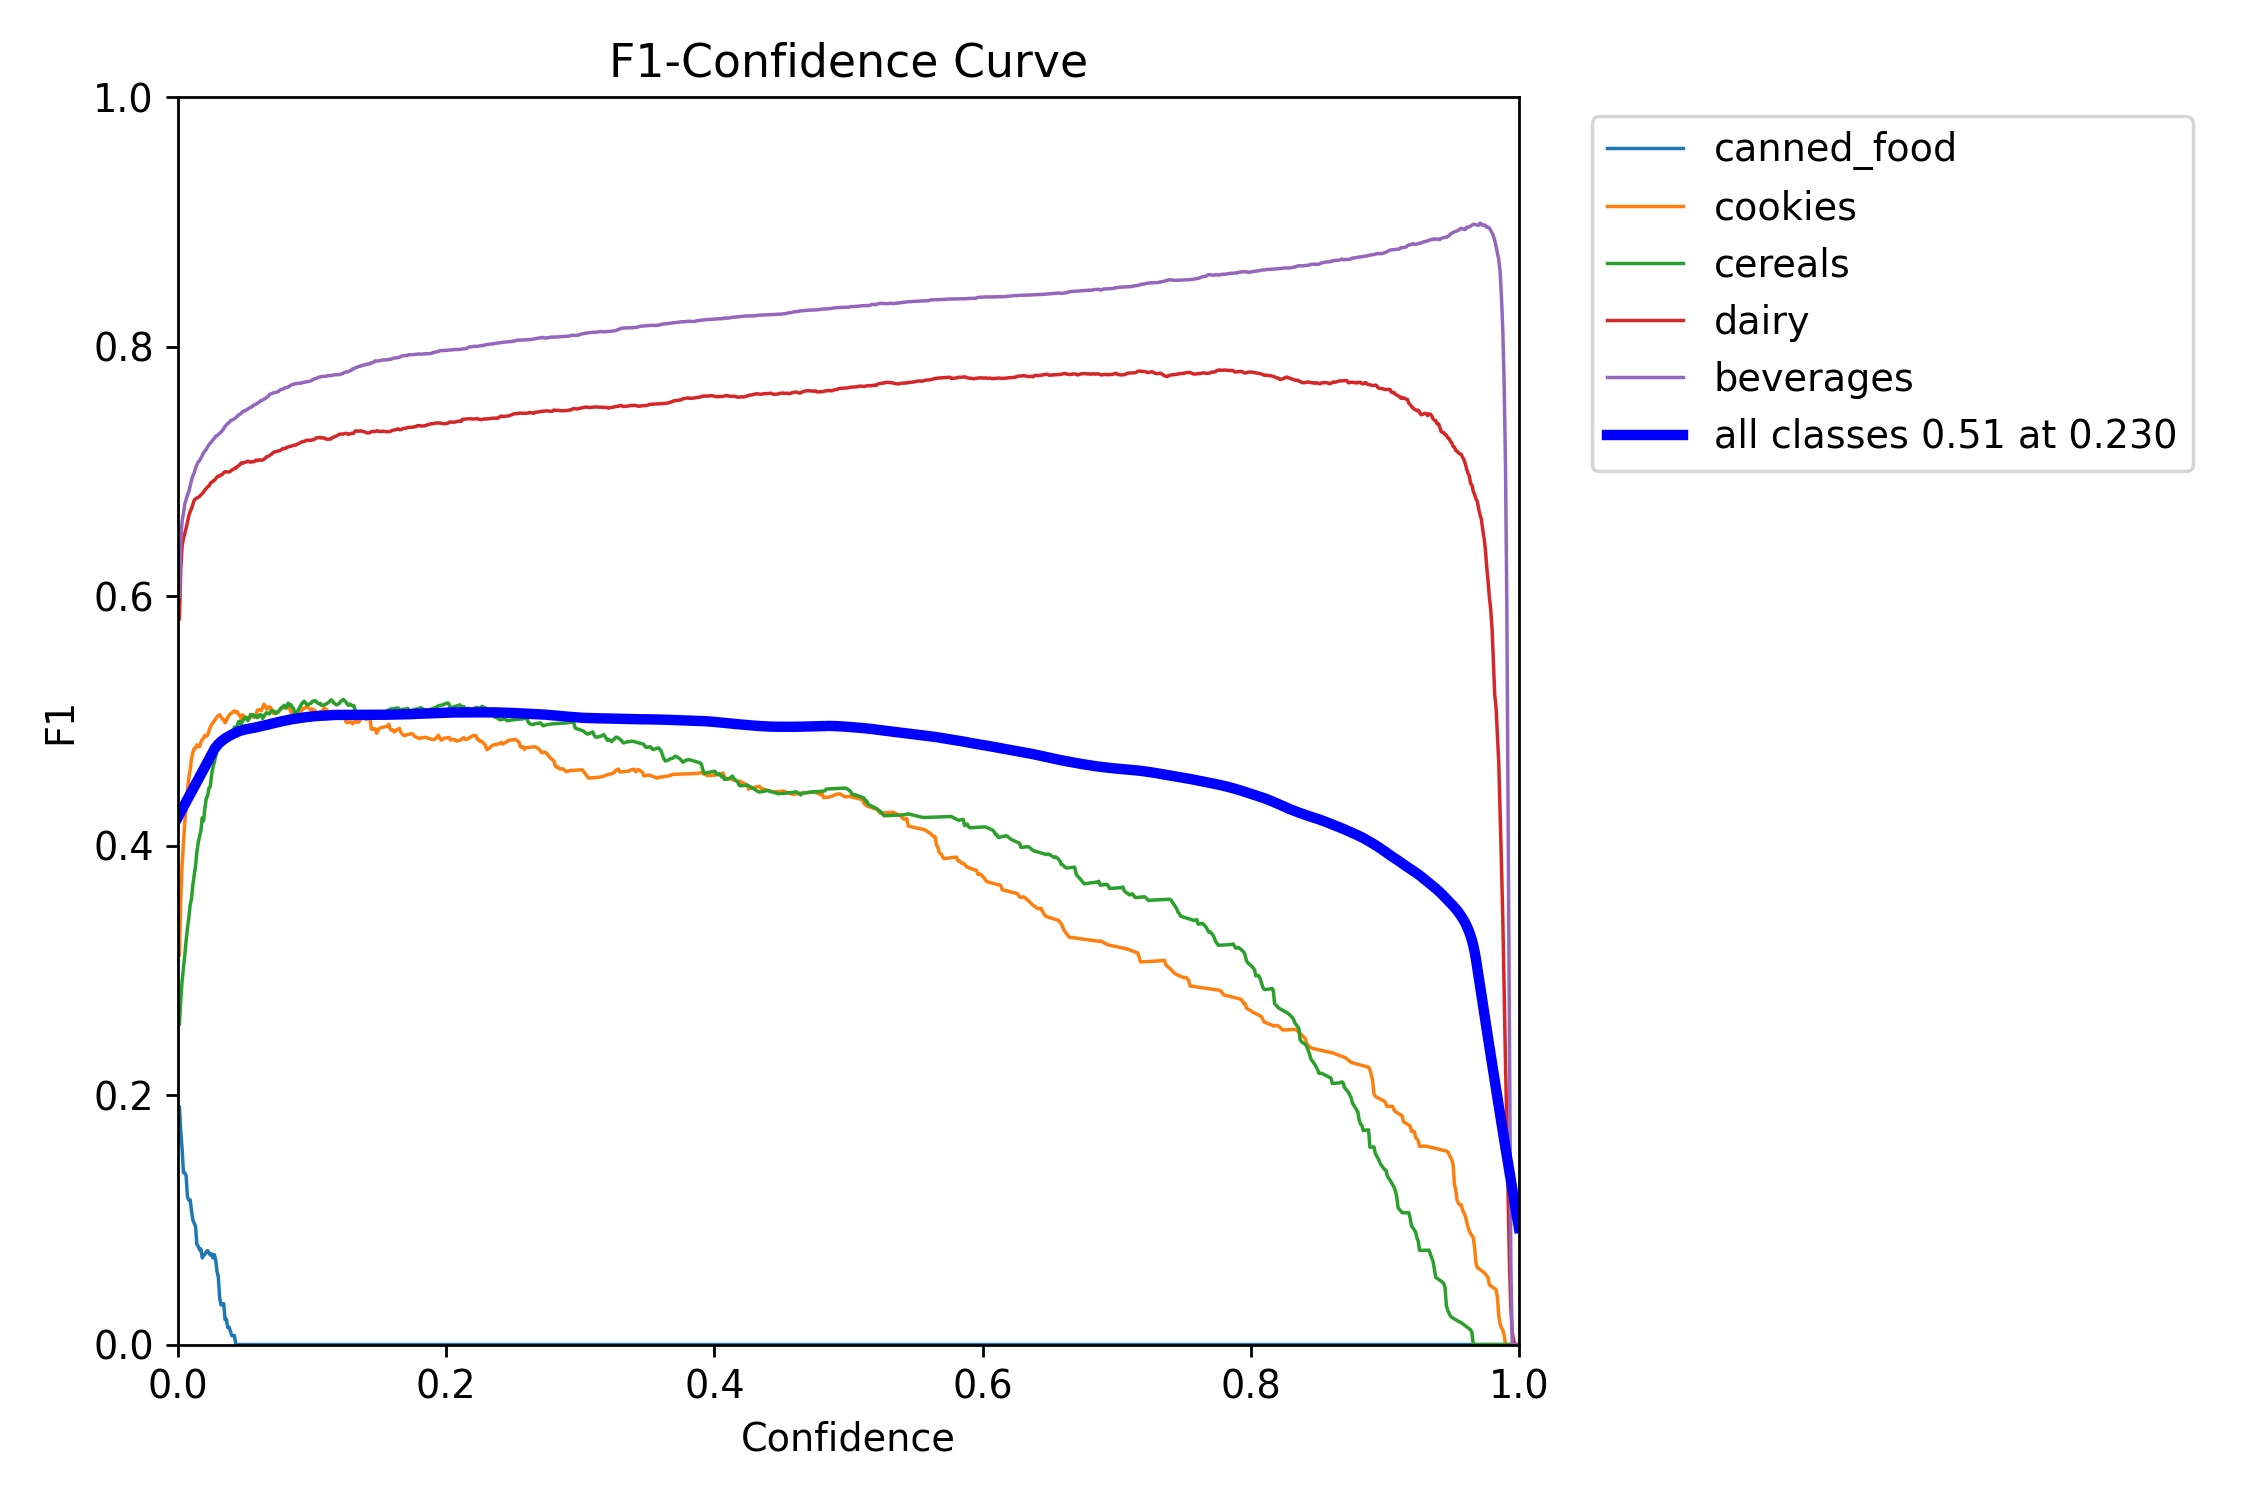 F1-Confidence Curve
1.0
0.8
0.6
0.4
0.2
0.0
F1
0.0 0.2 0.4 0.6 0.8 1.0
Confidence
canned_food
cookies
cereals
dairy
beverages
all classes 0.51 at 0.230